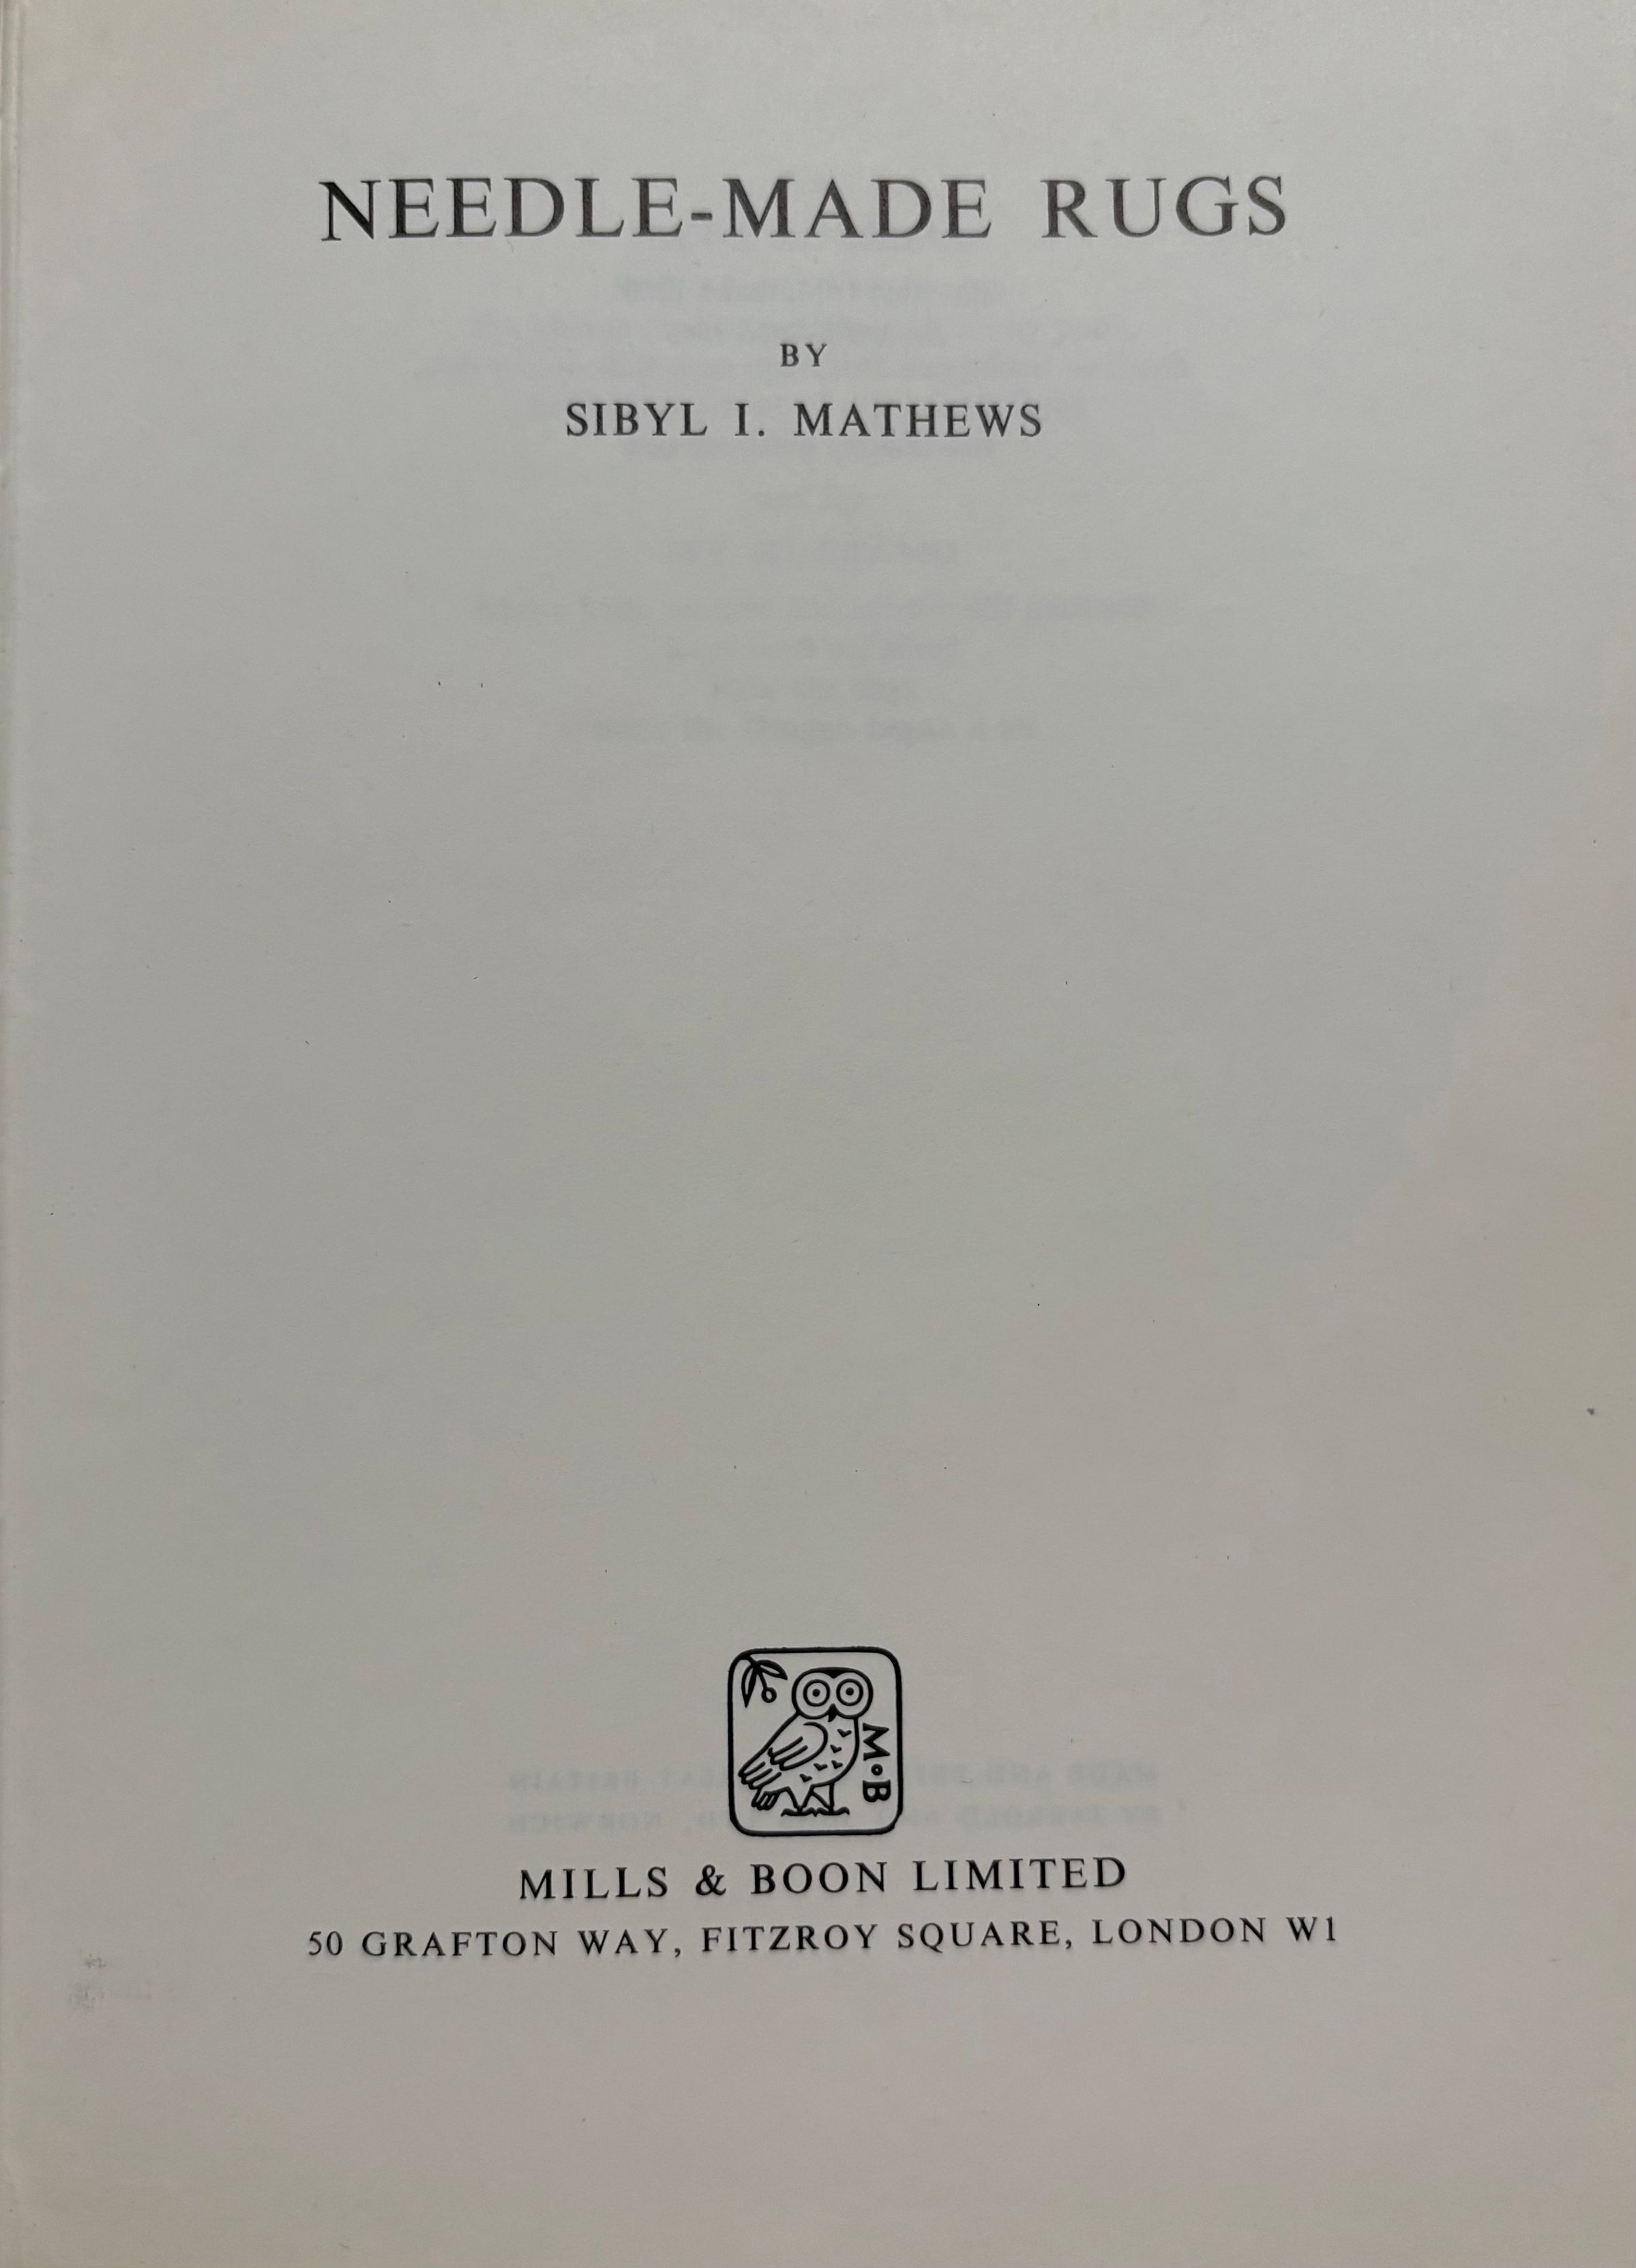 NEEDLE-MADE RUGS
BY
SIBYL I. MATHEWS
M·B
MILLS & BOON LIMITED
50 GRAFTON WAY, FITZROY SQUARE, LONDON W1